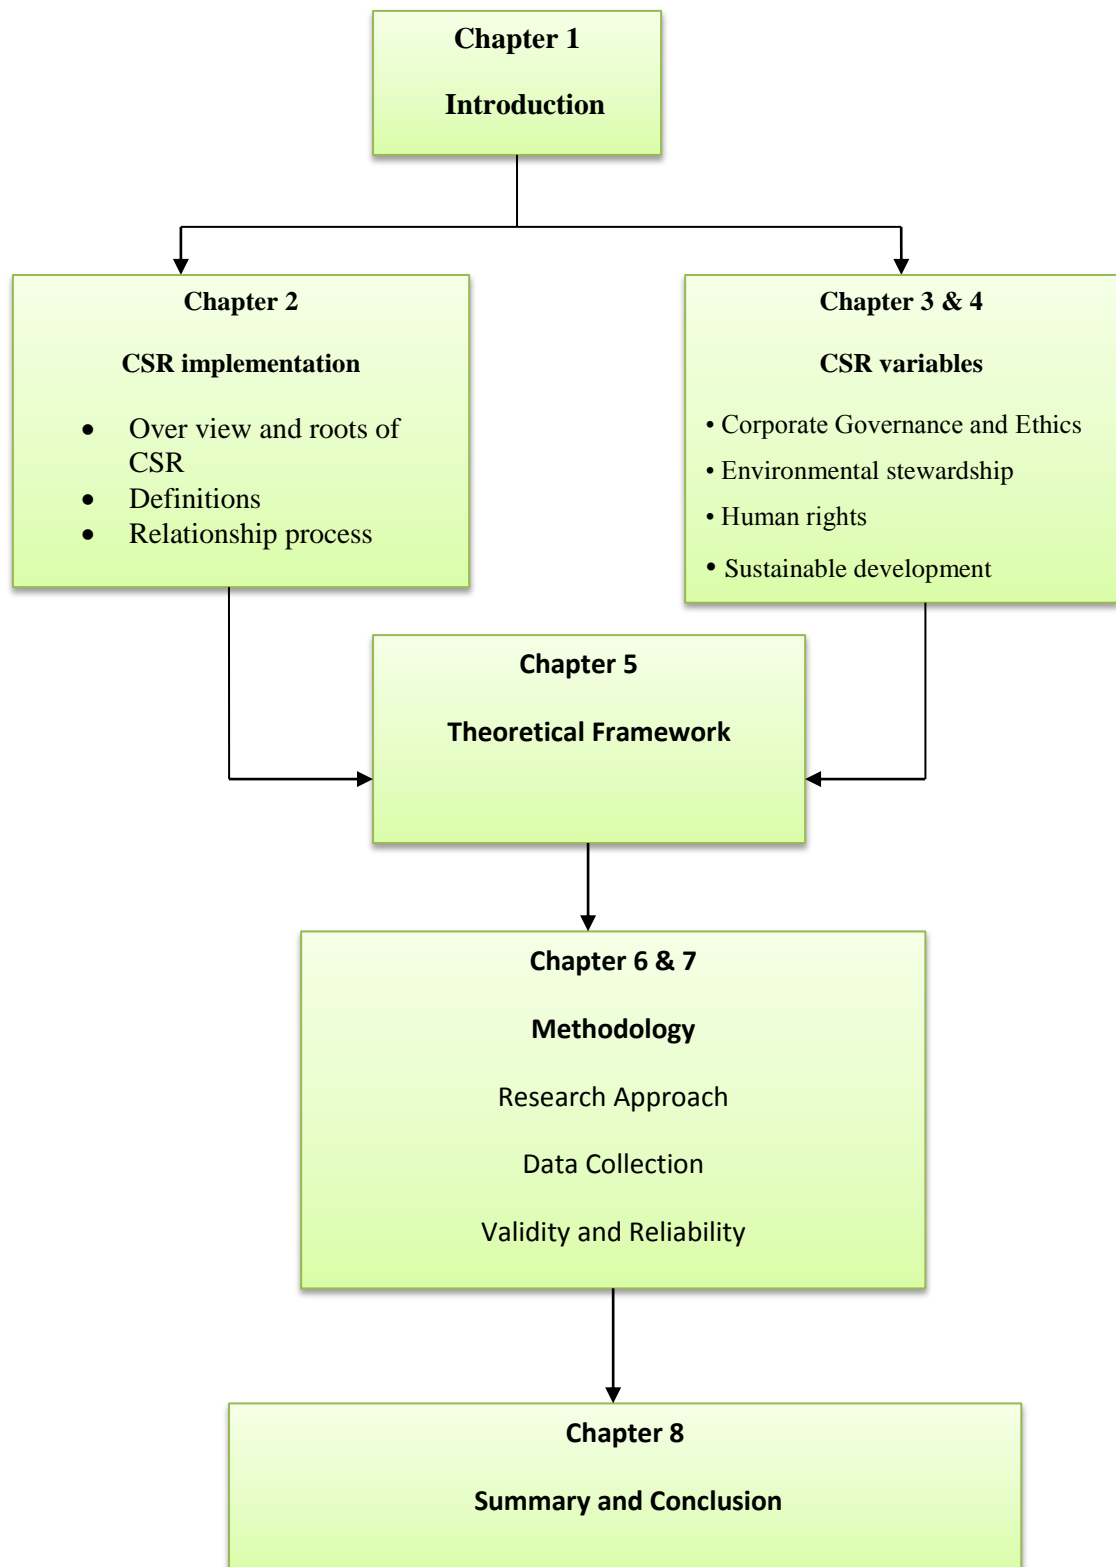 Chapter 1
Introduction
Chapter 2
CSR implementation
• Over view and roots of
CSR
• Definitions
• Relationship process
Chapter 3 & 4
CSR variables
• Corporate Governance and Ethics
• Environmental stewardship
• Human rights
• Sustainable development
Chapter 5
Theoretical Framework
Chapter 6 & 7
Methodology
Research Approach
Data Collection
Validity and Reliability
Chapter 8
Summary and Conclusion